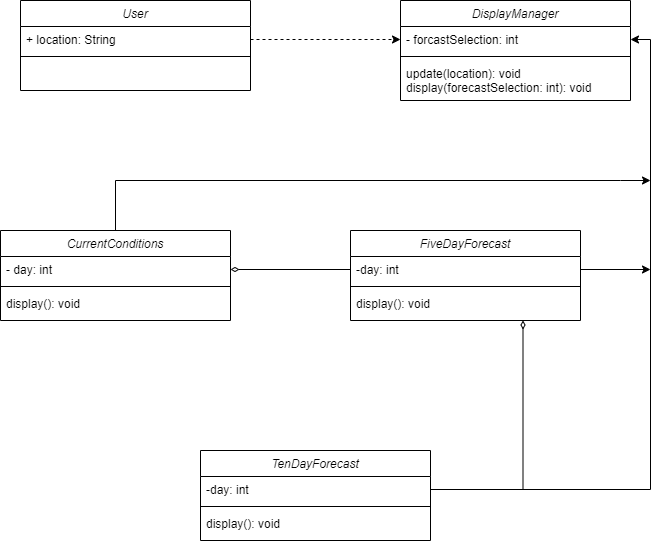 User
+ location: String
DisplayManager
- forcastSelection: int
update(location): void
display(forecastSelection: int): void
CurrentConditions
- day: int
display(): void
FiveDayForecast
-day: int
display(): void
TenDayForecast
-day: int
display(): void